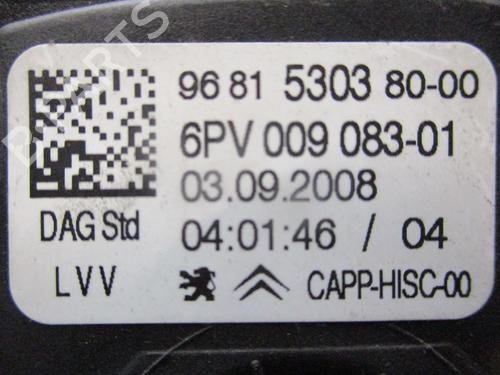 96 81 5303 80-00
6PV 009 083-01
03.09.2008
DAG Std
04:01:46 / 04
LVV
CAPP-HISC-00
B-PARTS